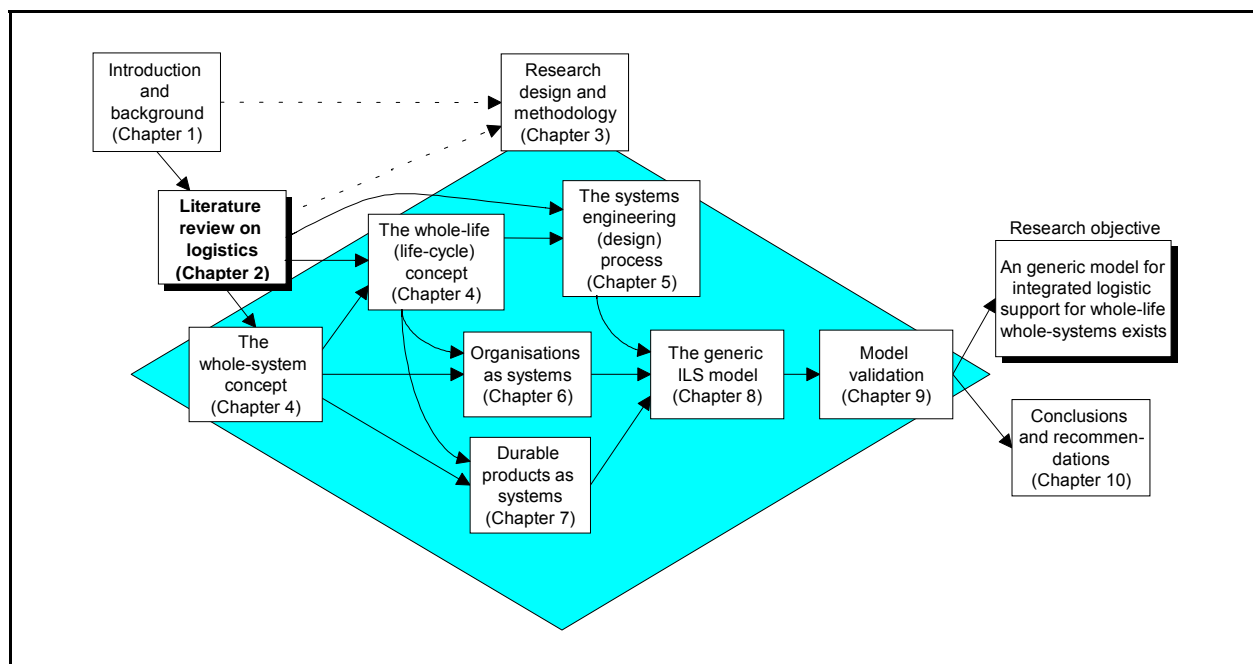 Introduction
and
background
(Chapter 1)
Research
design and
methodology
(Chapter 3)
Literature
review on
logistics
(Chapter 2)
The whole-life
(life-cycle)
concept
(Chapter 4)
The systems
engineering
(design)
process
(Chapter 5)
Research objective
An generic model for
integrated logistic
support for whole-life
whole-systems exists
The
whole-system
concept
(Chapter 4)
Organisations
as systems
(Chapter 6)
The generic
ILS model
(Chapter 8)
Model
validation
(Chapter 9)
Durable
products as
systems
(Chapter 7)
Conclusions
and
recommen-
dations
(Chapter 10)